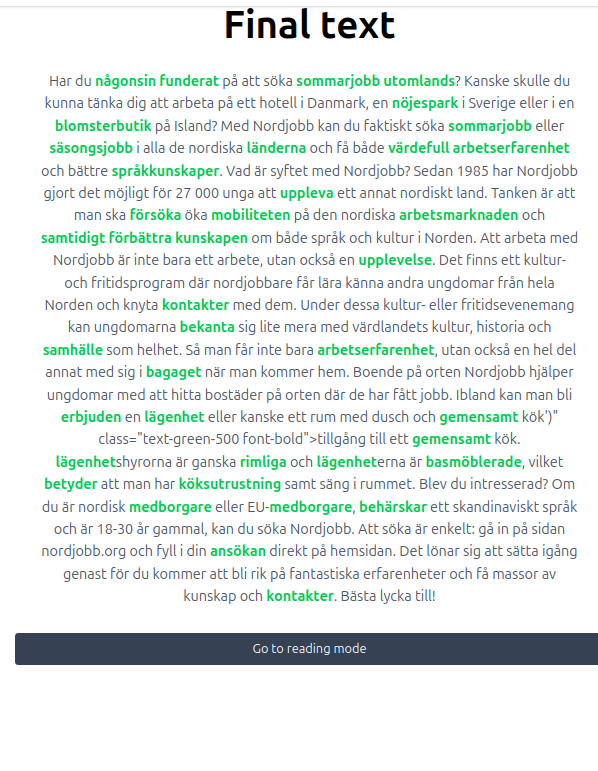 Final text
Har du någonsin funderat på att söka sommarjobb utomlands? Kanske skulle du
kunna tänka dig att arbeta på ett hotell i Danmark, en nöjespark i Sverige eller i en
blomsterbutik på Island? Med Nordjobb kan du faktiskt söka sommarjobb eller
säsongsjobb i alla de nordiska länderna och få både värdefull arbetserfarenhet
och bättre språkkunskaper. Vad är syftet med Nordjobb? Sedan 1985 har Nordjobb
gjort det möjligt för 27 000 unga att uppleva ett annat nordiskt land. Tanken är att
man ska försöka öka mobiliteten på den nordiska arbetsmarknaden och
samtidigt förbättra kunskapen om både språk och kultur i Norden. Att arbeta med
Nordjobb är inte bara ett arbete, utan också en upplevelse. Det finns ett kultur-
och fritidsprogram där nordjobbare får lära känna andra ungdomar från hela
Norden och knyta kontakter med dem. Under dessa kultur- eller fritidsevenemang
kan ungdomarna bekanta sig lite mera med värdlandets kultur, historia och
samhälle som helhet. Så man får inte bara arbetserfarenhet, utan också en hel del
annat med sig i bagaget när man kommer hem. Boende på orten Nordjobb hjälper
ungdomar med att hitta bostäder på orten där de har fått jobb. Ibland kan man bli
erbjuden en lägenhet eller kanske ett rum med dusch och gemensamt kök')"
class="text-green-500 font-bold">tillgång till ett gemensamt kök.
lägenhetshyrorna är ganska rimliga och lägenheterna är basmöblerade, vilket
betyder att man har köksutrustning samt säng i rummet. Blev du intresserad? Om
du är nordisk medborgare eller EU-medborgare, behärskar ett skandinaviskt språk
och är 18-30 år gammal, kan du söka Nordjobb. Att söka är enkelt: gå in på sidan
nordjobb.org och fyll i din ansökan direkt på hemsidan. Det lönar sig att sätta igång
genast för du kommer att bli rik på fantastiska erfarenheter och få massor av
kunskap och kontakter. Bästa lycka till!
Go to reading mode